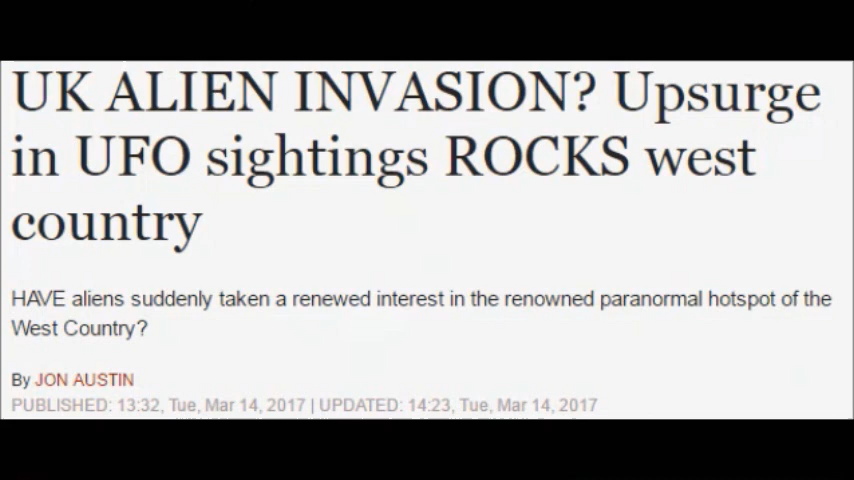 UK ALIEN INVASION? Upsurge
in UFO sightings ROCKS west
country
HAVE aliens suddenly taken a renewed interest in the renowned paranormal hotspot of the
West Country?
By JON AUSTIN
PUBLISHED: 13:32, Tue, Mar 14, 2017 | UPDATED: 14:23, Tue, Mar 14, 2017